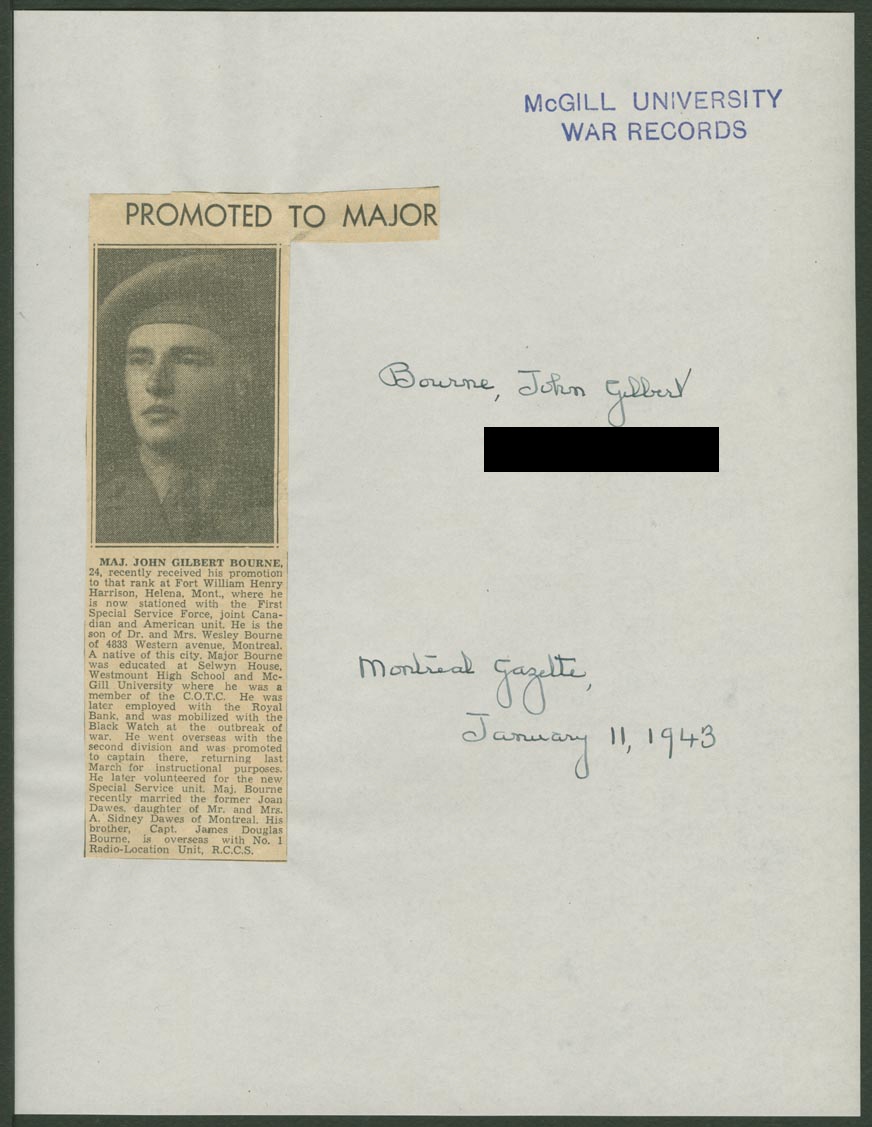 McGILL UNIVERSITY
WAR RECORDS
PROMOTED TO MAJOR
MAJ. JOHN GILBERT BOURNE,
24, recently received his promotion
to that rank at Fort William Henry
Harrison, Helena, Mont., where he
is now stationed with the First
Special Service Force, joint Cana-
dian and American unit. He is the
son of Dr. and Mrs. Wesley Bourne
of 4833 Western avenue, Montreal.
A native of this city, Major Bourne
was educated at Selwyn House,
Westmount High School and Mc-
Gill University where he was a
member of the C.O.T.C. He was
later employed with the Royal
Bank, and was mobilized with the
Black Watch at the outbreak of
war. He went overseas with the
second division and was promoted
to captain there, returning last
March for instructional purposes.
He later volunteered for the new
Special Service unit. Maj. Bourne
recently married the former Joan
Dawes, daughter of Mr. and Mrs.
A. Sidney Dawes of Montreal. His
brother, Capt. James Douglas
Bourne, is overseas with No. 1
Radio-Location Unit, R.C.C.S.
Bourne, John Gilbert
Montreal Gazette,
January 11, 1943